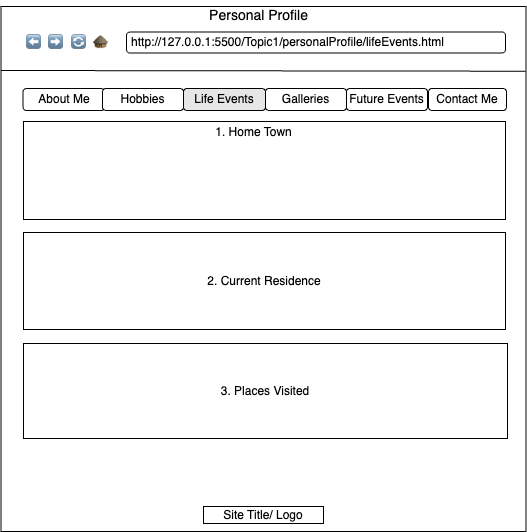 Personal Profile
http://127.0.0.1:5500/Topic1/personalProfile/lifeEvents.html
About Me Hobbies Life Events Galleries Future Events Contact Me
1. Home Town
2. Current Residence
3. Places Visited
Site Title/ Logo